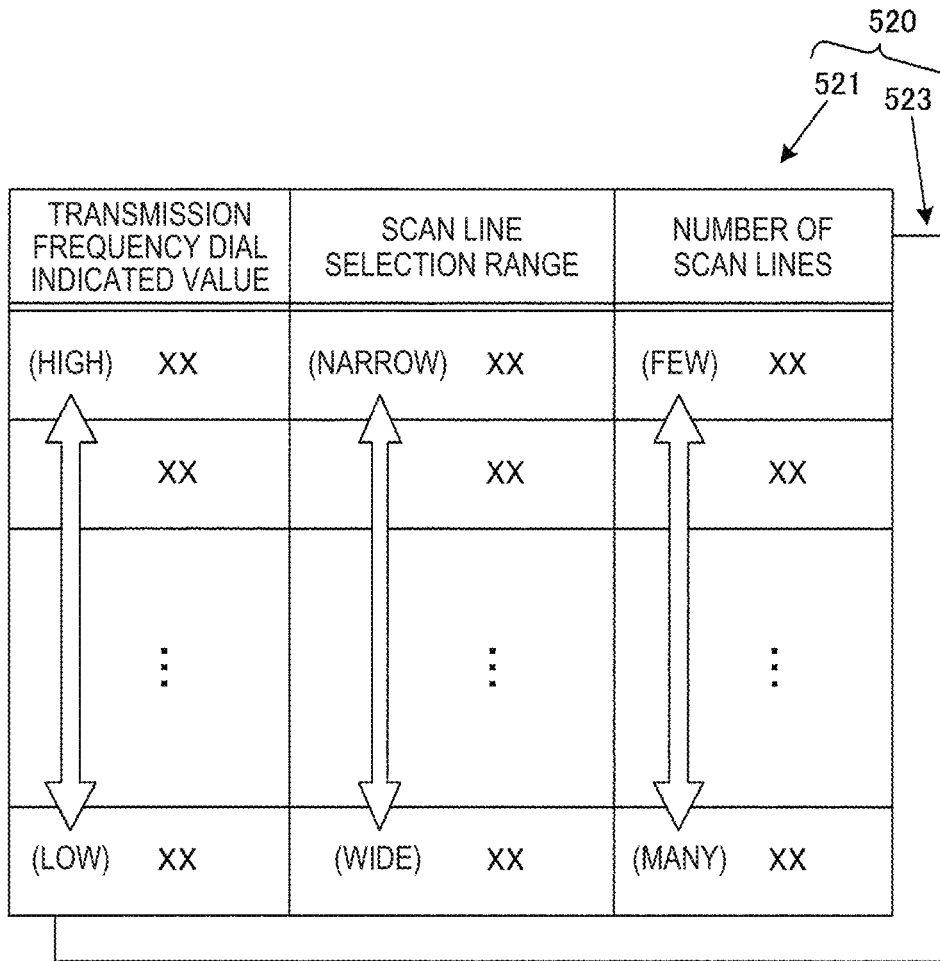 520
521
523
TRANSMISSION
FREQUENCY DIAL
INDICATED VALUE
SCAN LINE
SELECTION RANGE
NUMBER OF
SCAN LINES
(HIGH) XX
(NARROW) XX
(FEW) XX
XX
XX
XX
(LOW) XX
(WIDE) XX
(MANY) XX